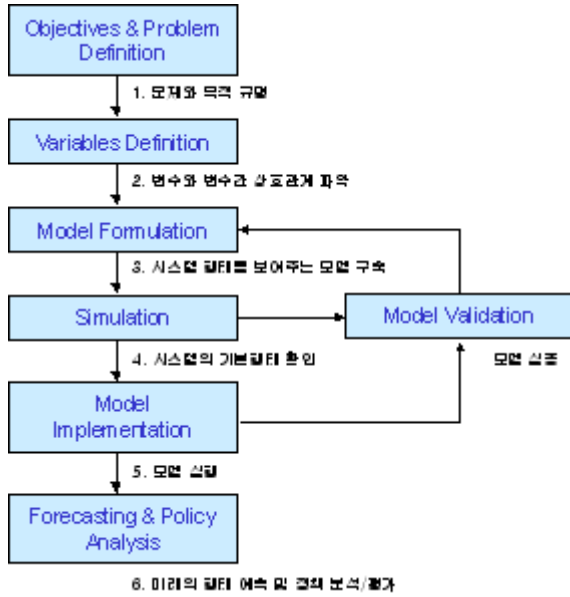 Objectives & Problem
Definition
1. 문제와 목적 규명
Variables Definition
2. 변수와 변수간 상호관계 파악
Model Formulation
3. 시스템 행태를 보여주는 모델 구축
Simulation
Model Validation
4. 시스템의 기본행태 확인
모델 검증
Model
Implementation
5. 모델 실행
Forecasting & Policy
Analysis
6. 미래의 행태 예측 및 정책 분석/평가